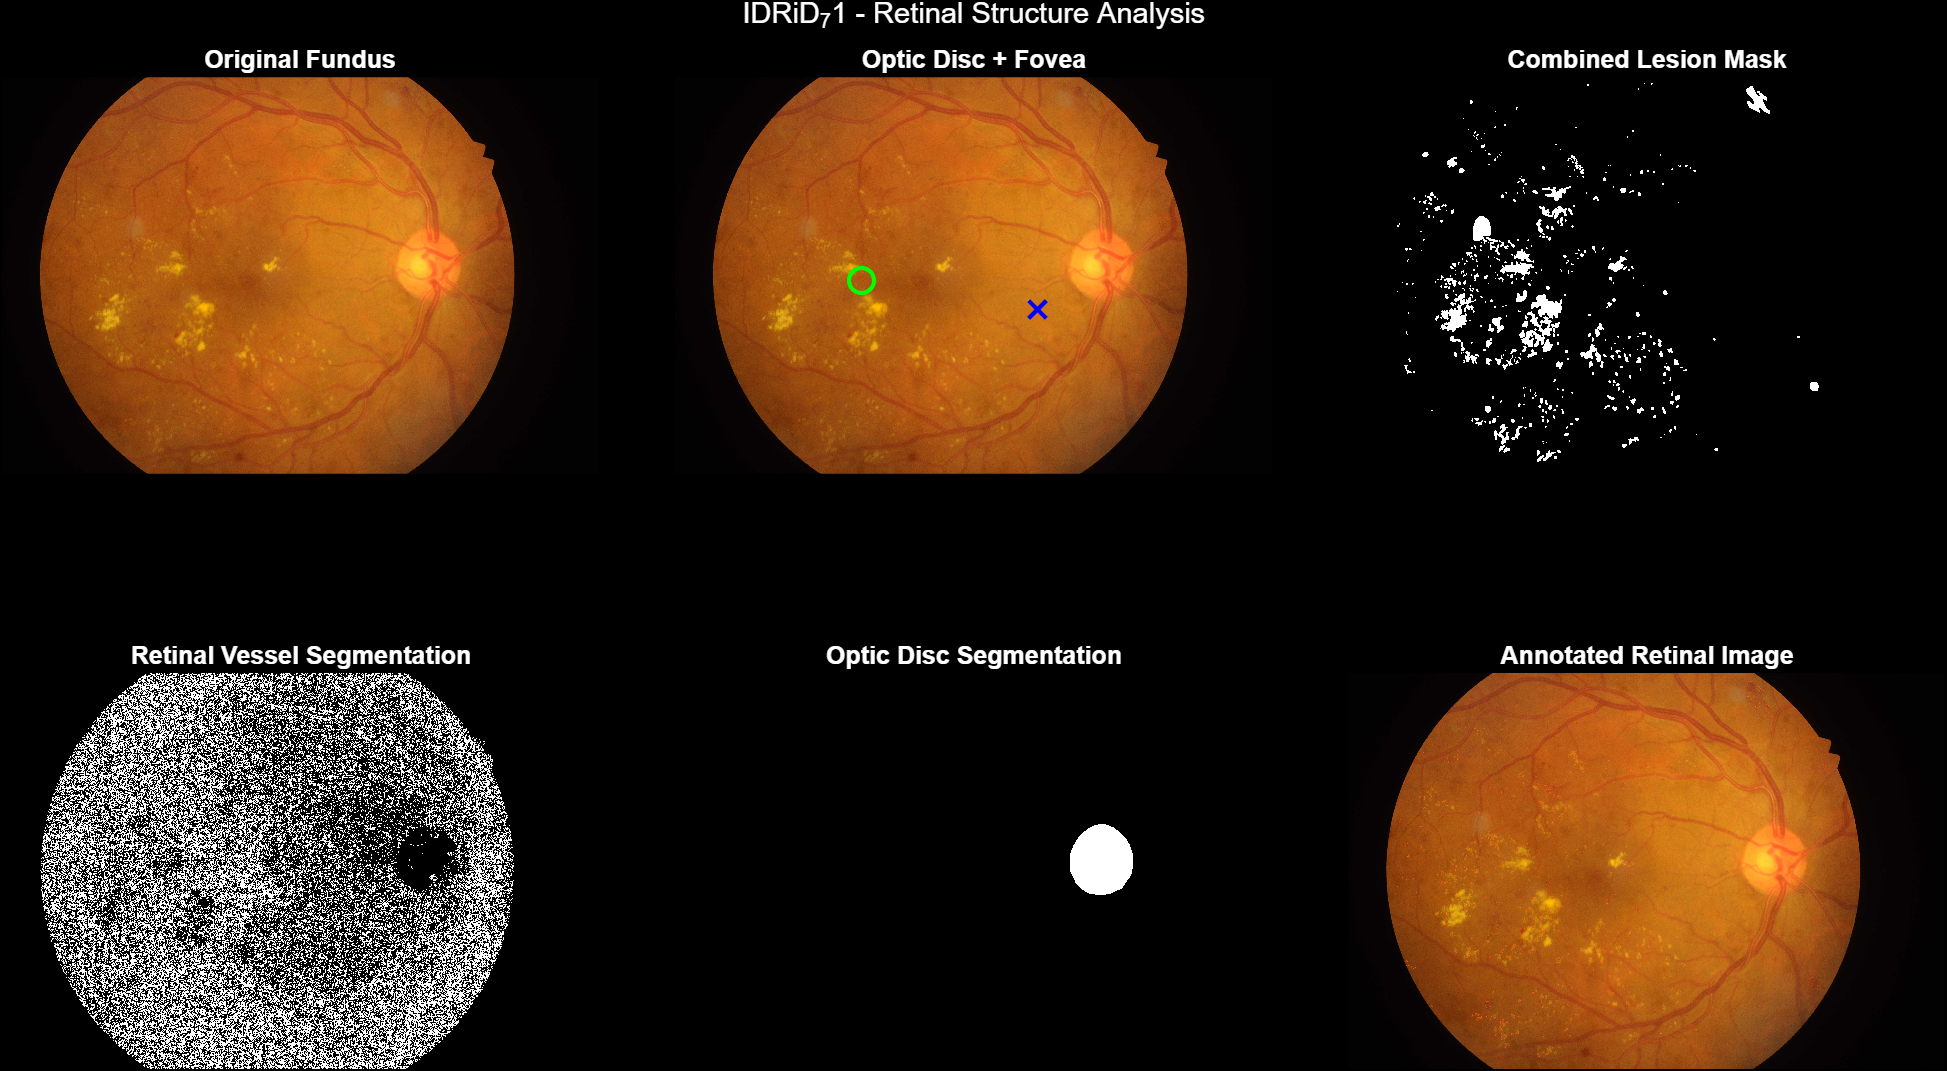 IDRiD₇1 - Retinal Structure Analysis
Original Fundus
Optic Disc + Fovea
Combined Lesion Mask
Retinal Vessel Segmentation
Optic Disc Segmentation
Annotated Retinal Image